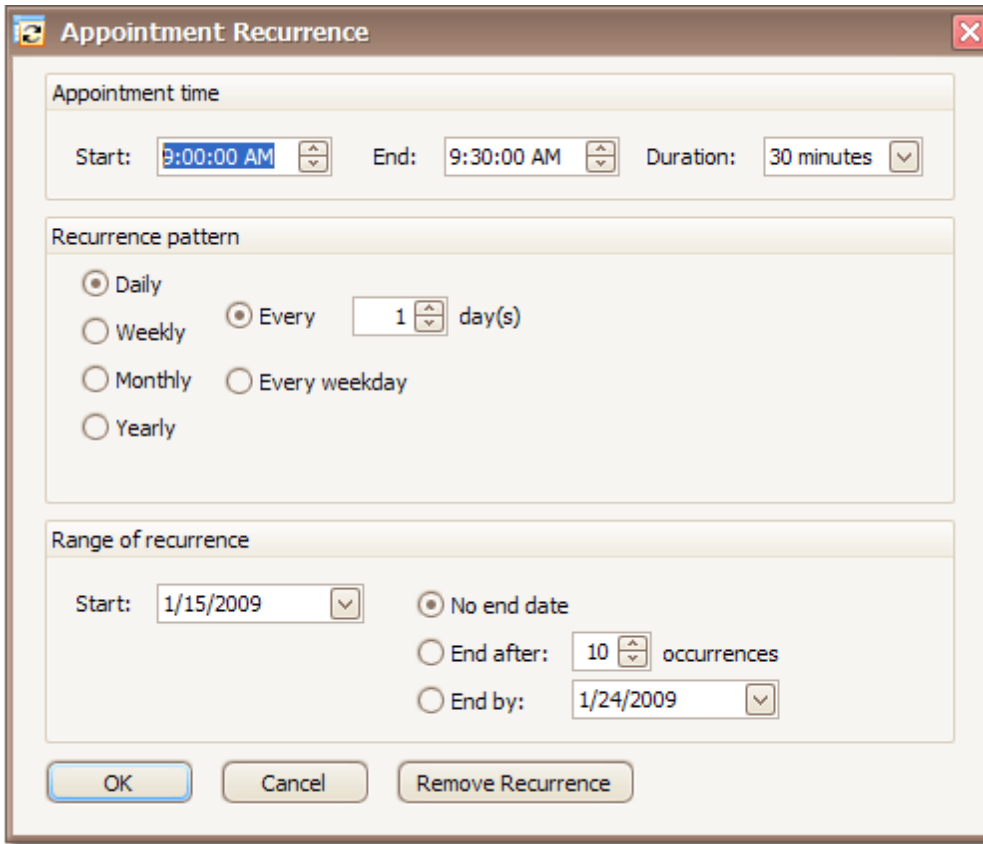 Appointment Recurrence
Appointment time
Start: 9:00:00 AM End: 9:30:00 AM Duration: 30 minutes
Recurrence pattern
Daily
Every 1 day(s)
Weekly
Monthly Every weekday
Yearly
Range of recurrence
Start: 1/15/2009 No end date
End after: 10 occurrences
End by: 1/24/2009
OK Cancel Remove Recurrence